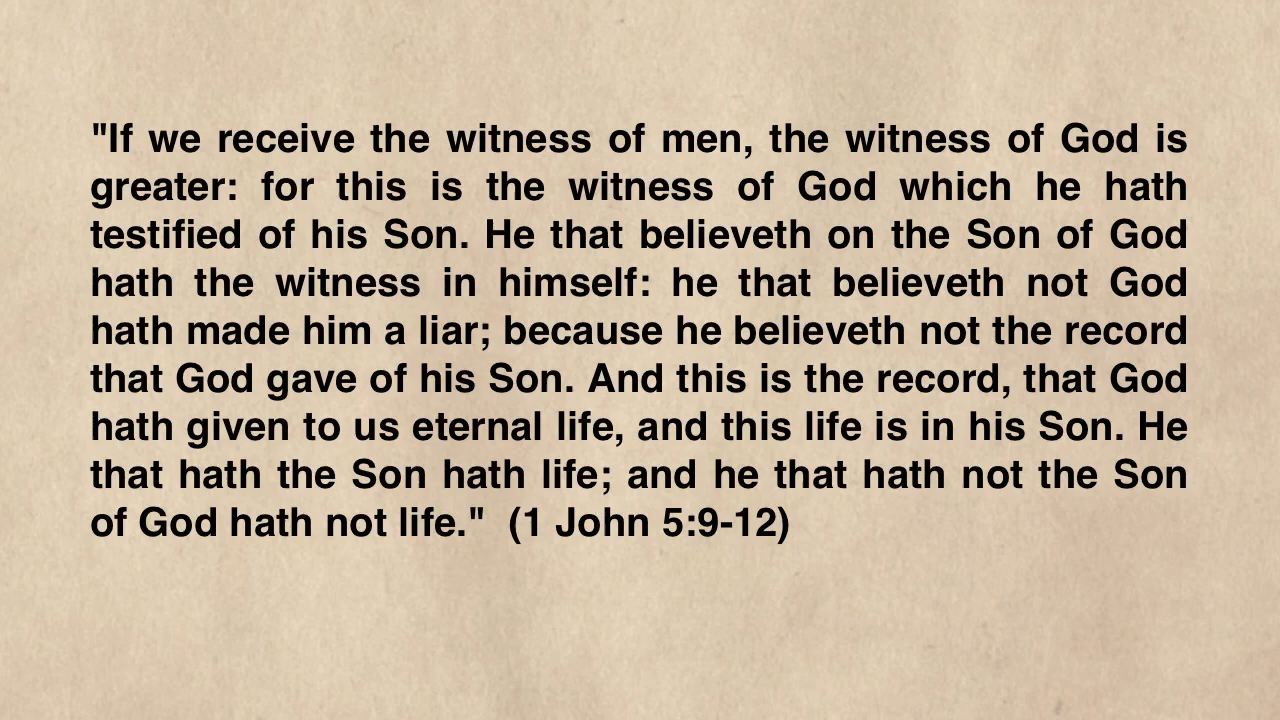 "If we receive the witness of men, the witness of God is
greater: for this is the witness of God which he hath
testified of his Son. He that believeth on the Son of God
hath the witness in himself: he that believeth not God
hath made him a liar; because he believeth not the record
that God gave of his Son. And this is the record, that God
hath given to us eternal life, and this life is in his Son. He
that hath the Son hath life; and he that hath not the Son
of God hath not life."  (1 John 5:9-12)